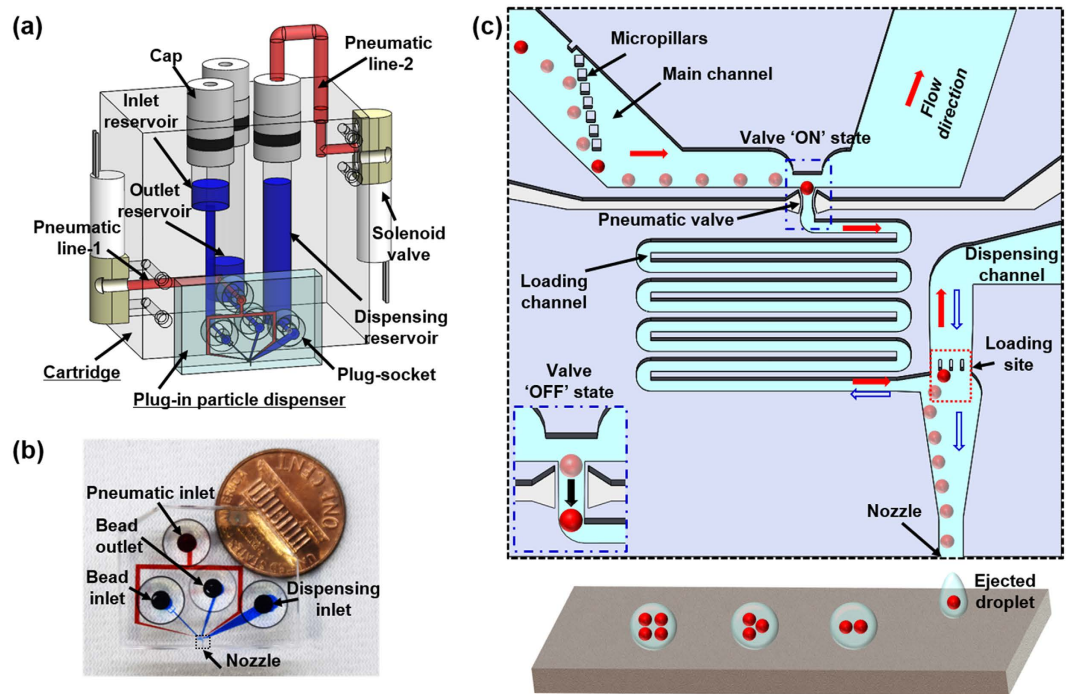 (a)
Cap
Pneumatic
line-2
Inlet
reservoir
Outlet
reservoir
Pneumatic
line-1
Solenoid
valve
Dispensing
reservoir
Cartridge
Plug-socket
Plug-in particle dispenser
(b)
Pneumatic inlet
Bead
outlet
Bead
inlet
Dispensing
inlet
Nozzle
(c)
Micropillars
Main channel
Flow
direction
Valve ‘ON’ state
Pneumatic valve
Loading
channel
Dispensing
channel
Loading
site
Valve
‘OFF’ state
Nozzle
Ejected
droplet